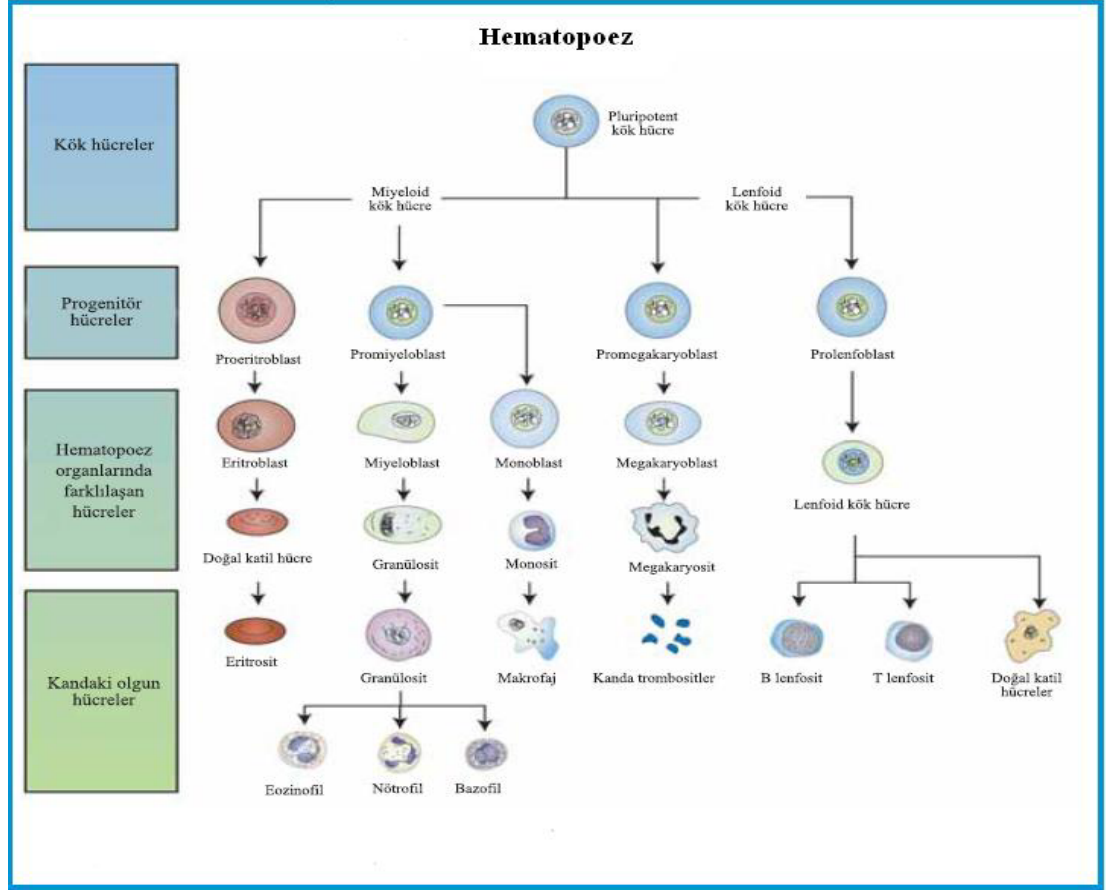 Hematopoez
Kök hücreler
Pluripotent
kök hücre
Miyeloid
kök hücre
Lenfoid
kök hücre
Progenitör
hücreler
Proeritroblast
Promiyeloblast
Promegakaryoblast
Prolenfoblast
Hematopoez
organlarında
farklılaşan
hücreler
Eritroblast
Miyeloblast
Monoblast
Megakaryoblast
Lenfoid kök hücre
Doğal katil hücre
Granülosit
Monosit
Megakaryosit
Kandaki olgun
hücreler
Eritrosit
Granülosit
Makrofaj
Kanda trombositler
B lenfosit
T lenfosit
Doğal katil
hücreler
Eozinofil
Nötrofil
Bazofil